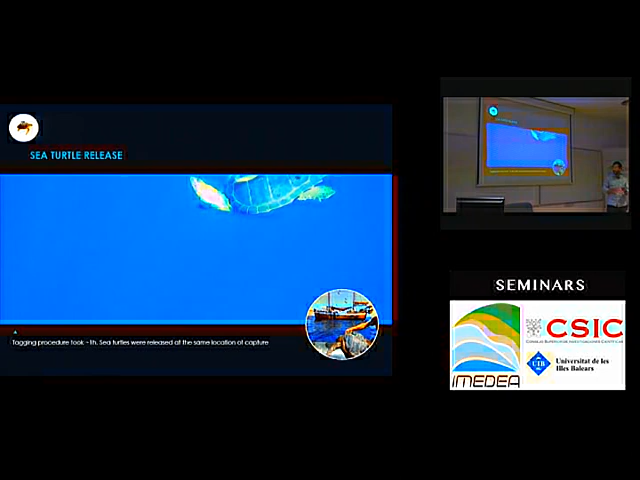 SEA TURTLE RELEASE
Tagging procedure took ~1h. Sea turtles were released at the same location of capture
SEMINARS
IMEDEA
CSIC
CONSEJO SUPERIOR DE INVESTIGACIONES CIENTÍFICAS
UIB
Universitat de les
Illes Balears